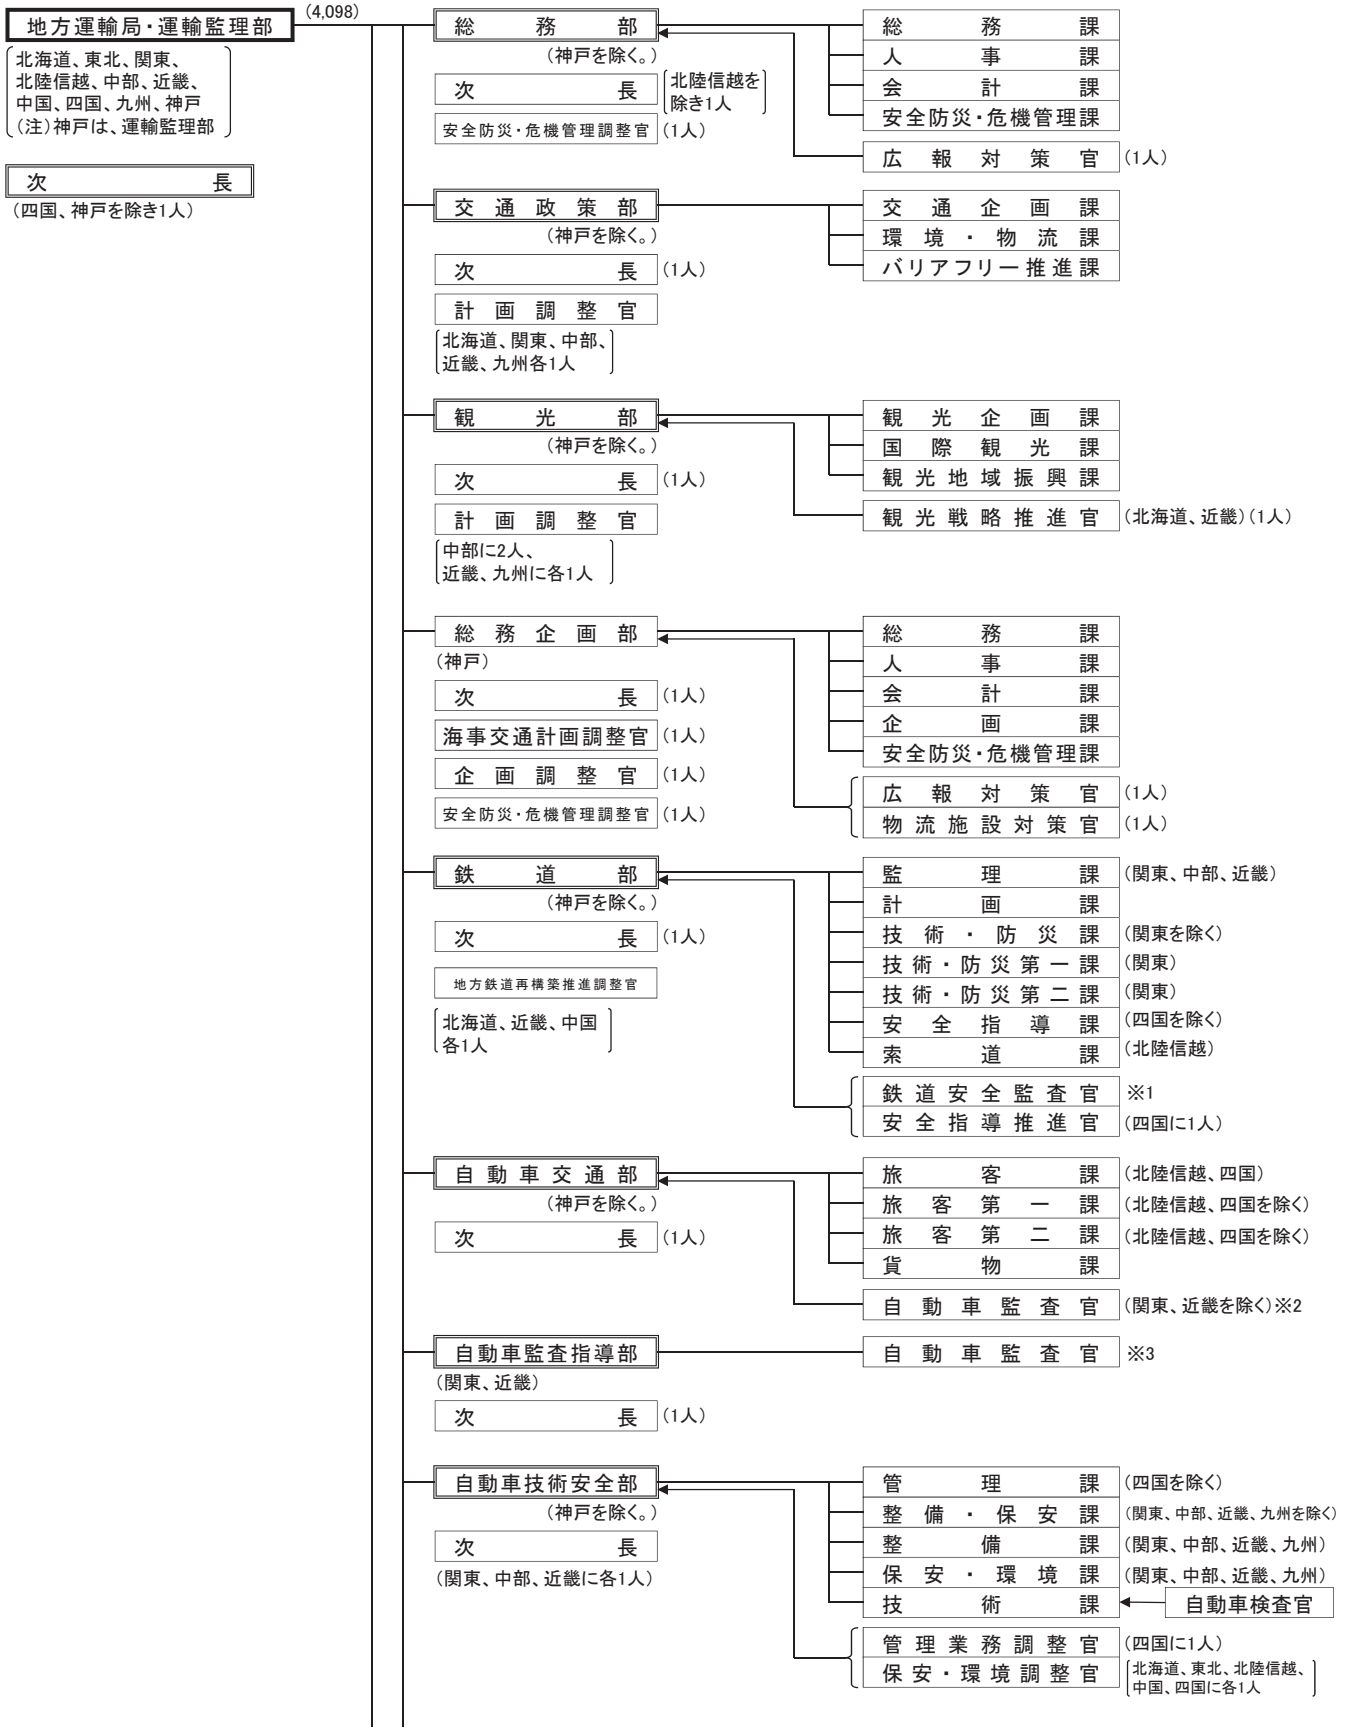 地方運輸局・運輸監理部 (4,098)
北海道、東北、関東、
北陸信越、中部、近畿、
中国、四国、九州、神戸
(注)神戸は、運輸監理部
次長
(四国、神戸を除き1人)
総務部
(神戸を除く。)
次長 北陸信越を
除き1人
安全防災・危機管理調整官 (1人)
総務課
人事課
会計課
安全防災・危機管理課
広報対策官 (1人)
交通政策部
(神戸を除く。)
次長 (1人)
計画調整官
北海道、関東、中部、
近畿、九州各1人
交通企画課
環境・物流課
バリアフリー推進課
観光部
(神戸を除く。)
次長 (1人)
計画調整官
中部に2人、
近畿、九州に各1人
観光企画課
国際観光課
観光地域振興課
観光戦略推進官 (北海道、近畿)(1人)
総務企画部
(神戸)
次長 (1人)
海事交通計画調整官 (1人)
企画調整官 (1人)
安全防災・危機管理調整官 (1人)
総務課
人事課
会計課
企画課
安全防災・危機管理課
広報対策官 (1人)
物流施設対策官 (1人)
鉄道部
(神戸を除く。)
次長 (1人)
地方鉄道再構築推進調整官
北海道、近畿、中国
各1人
監理課 (関東、中部、近畿)
計画課
技術・防災課 (関東を除く)
技術・防災第一課 (関東)
技術・防災第二課 (関東)
安全指導課 (四国を除く)
索道課 (北陸信越)
鉄道安全監査官 ※1
安全指導推進官 (四国に1人)
自動車交通部
(神戸を除く。)
次長 (1人)
旅客課 (北陸信越、四国)
旅客第一課 (北陸信越、四国を除く)
旅客第二課 (北陸信越、四国を除く)
貨物課
自動車監査官 (関東、近畿を除く)※2
自動車監査指導部
(関東、近畿)
次長 (1人)
自動車監査官 ※3
自動車技術安全部
(神戸を除く。)
次長
(関東、中部、近畿に各1人)
管理課 (四国を除く)
整備・保安課 (関東、中部、近畿、九州を除く)
整備課 (関東、中部、近畿、九州)
保安・環境課 (関東、中部、近畿、九州)
技術課 自動車検査官
管理業務調整官 (四国に1人)
保安・環境調整官 北海道、東北、北陸信越、
中国、四国に各1人